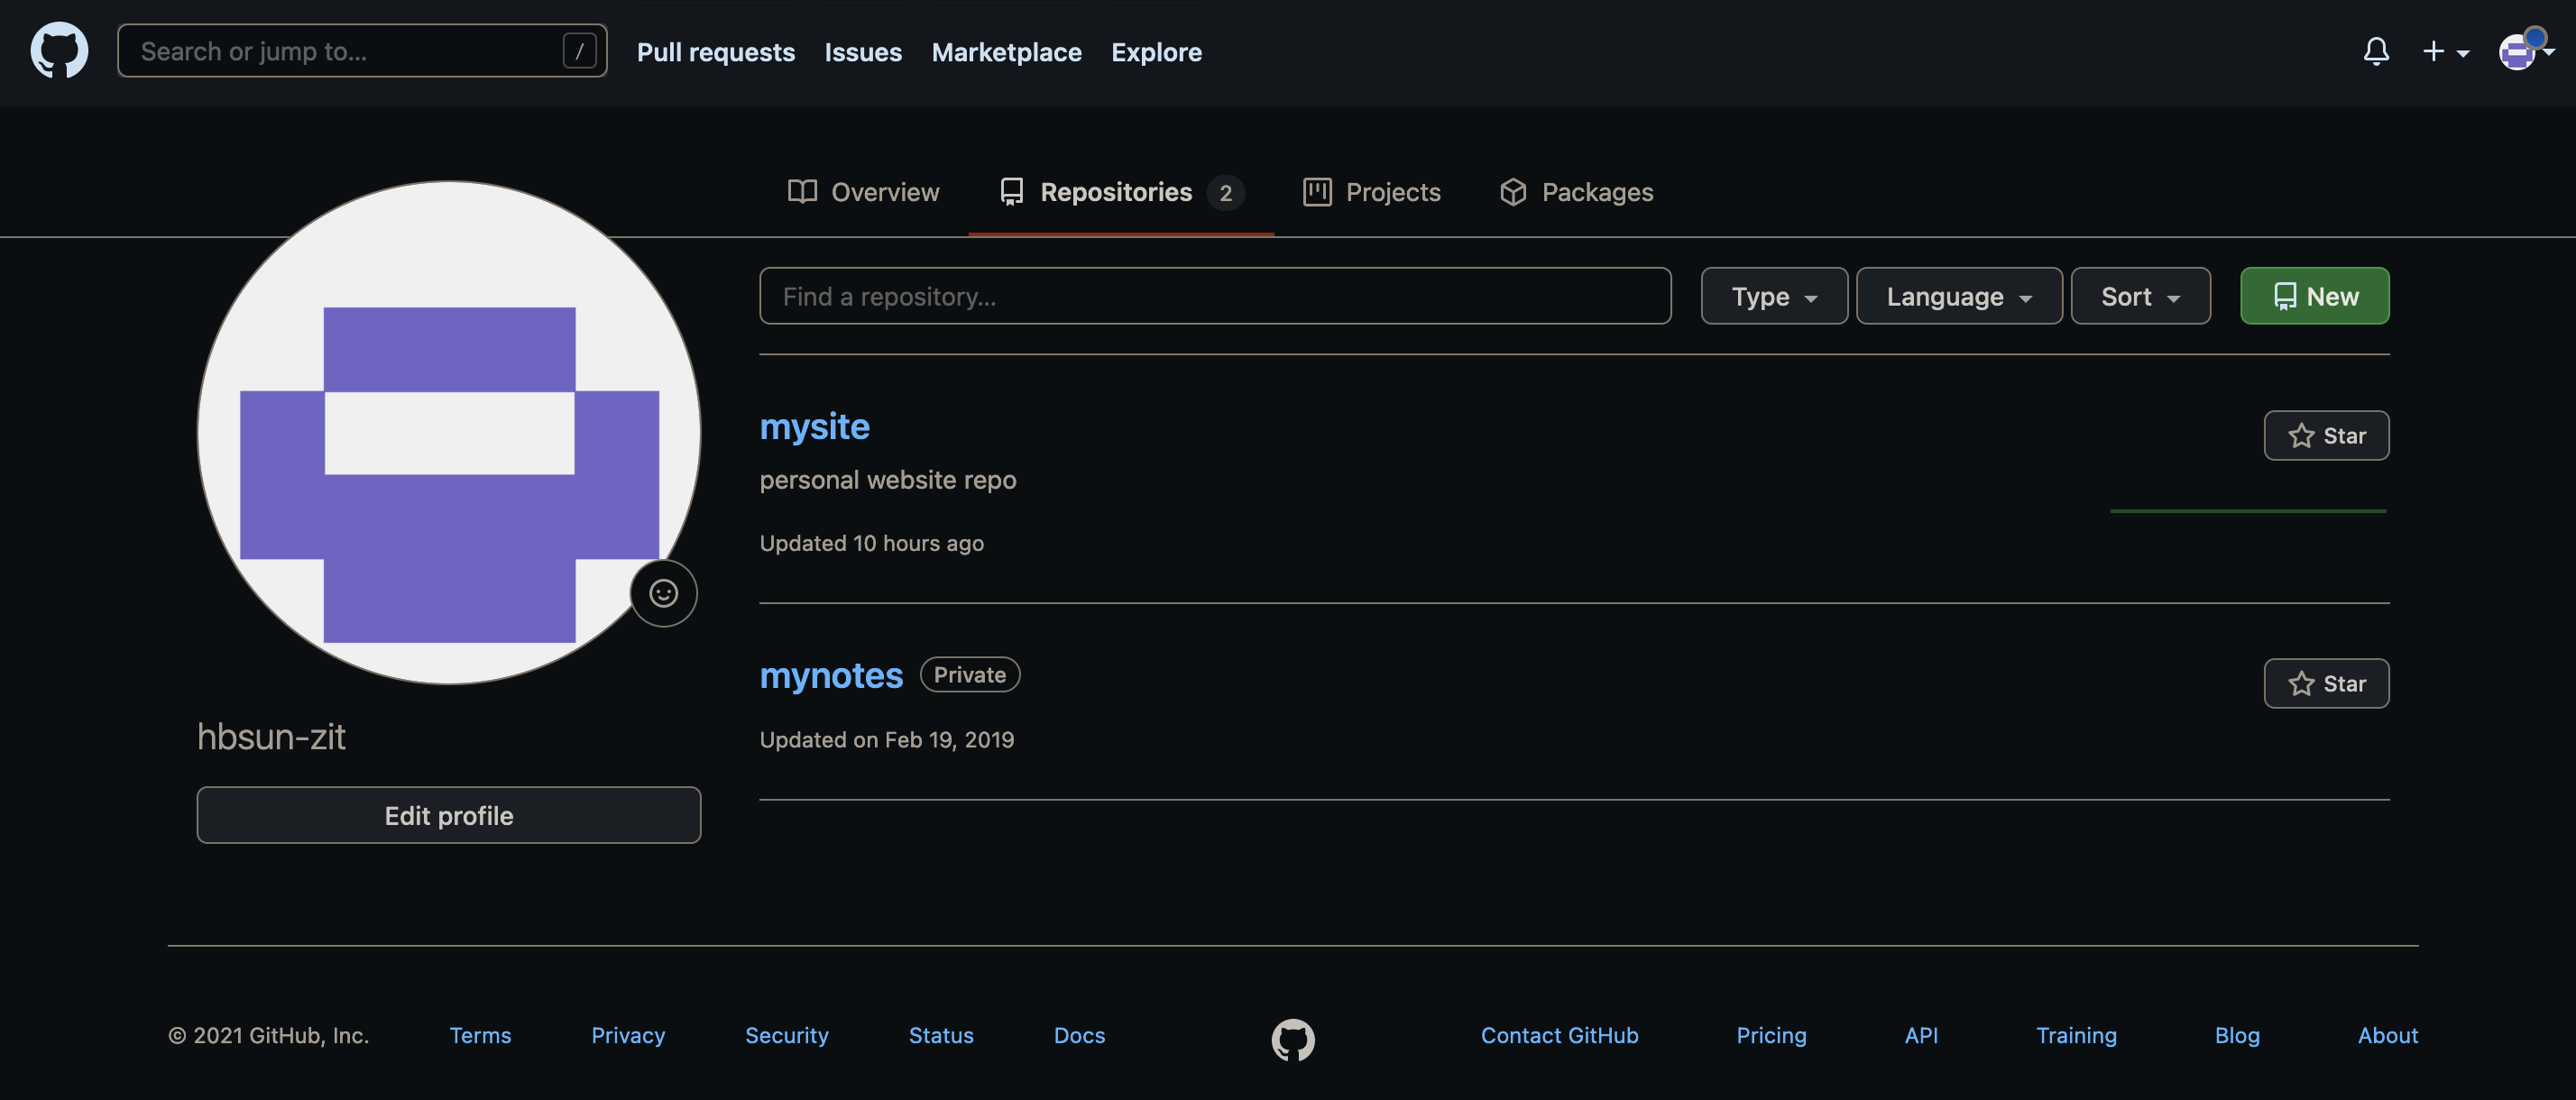 Search or jump to... /
Pull requests
Issues
Marketplace
Explore
Overview
Repositories 2
Projects
Packages
Find a repository...
Type
Language
Sort
New
mysite
Star
personal website repo
Updated 10 hours ago
mynotes Private
Star
Updated on Feb 19, 2019
hbsun-zit
Edit profile
© 2021 GitHub, Inc.
Terms
Privacy
Security
Status
Docs
Contact GitHub
Pricing
API
Training
Blog
About